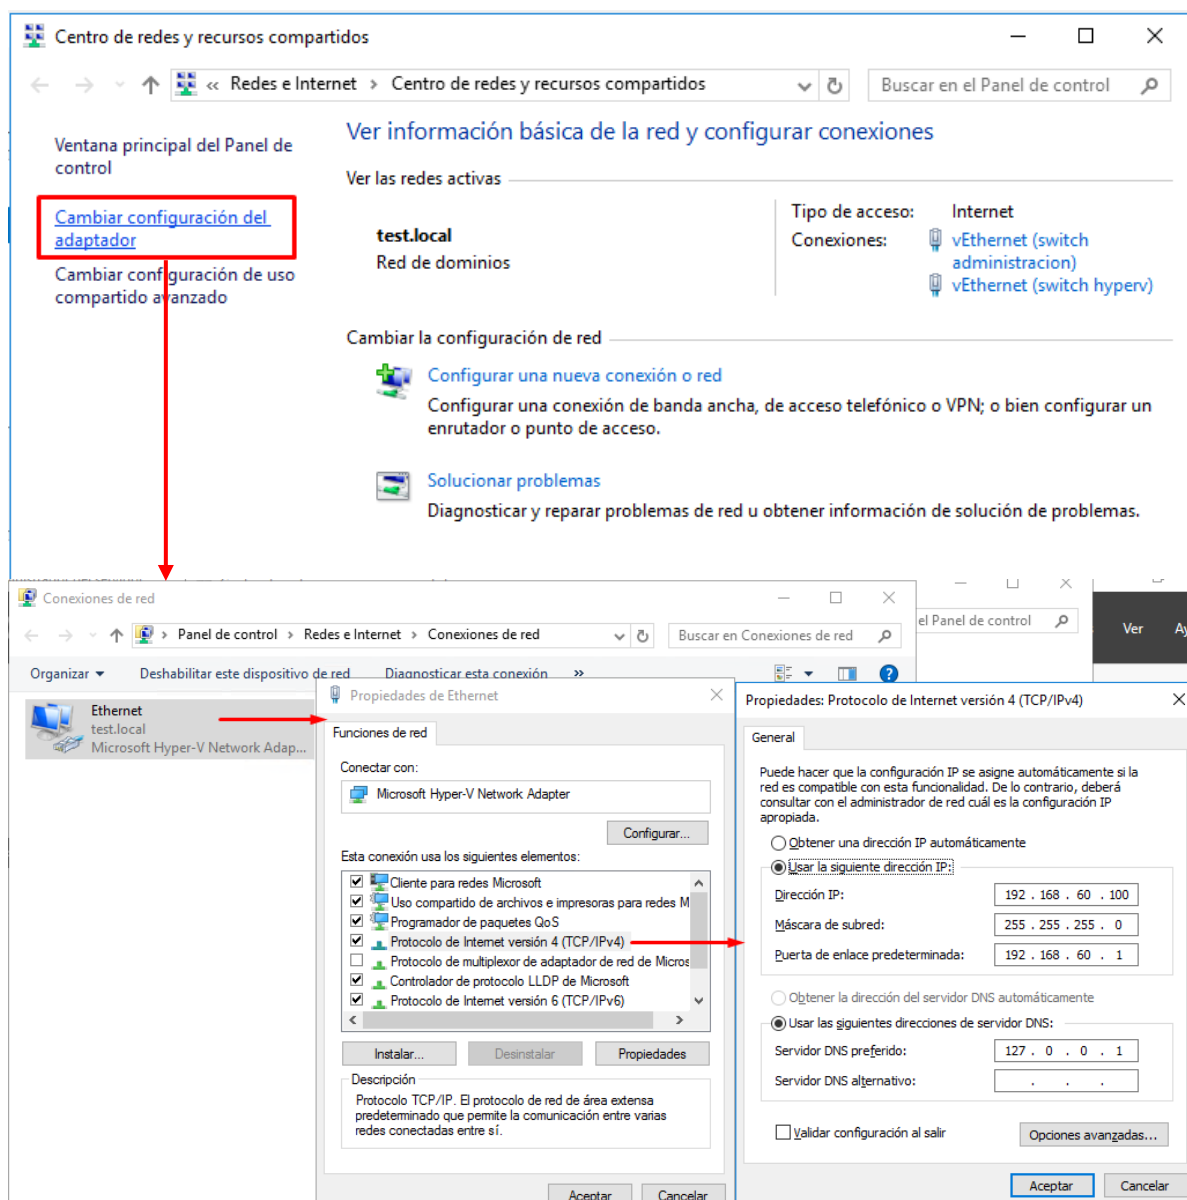 Centro de redes y recursos compartidos
« Redes e Internet > Centro de redes y recursos compartidos
Buscar en el Panel de control
Ventana principal del Panel de
control
Cambiar configuración del
adaptador
Cambiar configuración de uso
compartido avanzado
Ver información básica de la red y configurar conexiones
Ver las redes activas
test.local
Red de dominios
Tipo de acceso: Internet
Conexiones: vEthernet (switch
administracion)
vEthernet (switch hyperv)
Cambiar la configuración de red
Configurar una nueva conexión o red
Configurar una conexión de banda ancha, de acceso telefónico o VPN; o bien configurar un
enrutador o punto de acceso.
Solucionar problemas
Diagnosticar y reparar problemas de red u obtener información de solución de problemas.
Conexiones de red
> Panel de control > Redes e Internet > Conexiones de red
Buscar en Conexiones de red
el Panel de control
Ver
Ay
Organizar
Deshabilitar este dispositivo de red
Diagnosticar esta conexión
»
Ethernet
test.local
Microsoft Hyper-V Network Adap...
Propiedades de Ethernet
Funciones de red
Conectar con:
Microsoft Hyper-V Network Adapter
Configurar...
Esta conexión usa los siguientes elementos:
Cliente para redes Microsoft
Uso compartido de archivos e impresoras para redes M
Programador de paquetes QoS
Protocolo de Internet versión 4 (TCP/IPv4)
Protocolo de multiplexor de adaptador de red de Micros
Controlador de protocolo LLDP de Microsoft
Protocolo de Internet versión 6 (TCP/IPv6)
Instalar...
Desinstalar
Propiedades
Descripción
Protocolo TCP/IP. El protocolo de red de área extensa
predeterminado que permite la comunicación entre varias
redes conectadas entre sí.
Aceptar
Cancelar
Propiedades: Protocolo de Internet versión 4 (TCP/IPv4)
General
Puede hacer que la configuración IP se asigne automáticamente si la
red es compatible con esta funcionalidad. De lo contrario, deberá
consultar con el administrador de red cuál es la configuración IP
apropiada.
Obtener una dirección IP automáticamente
Usar la siguiente dirección IP:
Dirección IP: 192 . 168 . 60 . 100
Máscara de subred: 255 . 255 . 255 . 0
Puerta de enlace predeterminada: 192 . 168 . 60 . 1
Obtener la dirección del servidor DNS automáticamente
Usar las siguientes direcciones de servidor DNS:
Servidor DNS preferido: 127 . 0 . 0 . 1
Servidor DNS alternativo: . . .
Validar configuración al salir
Opciones avanzadas...
Aceptar
Cancelar